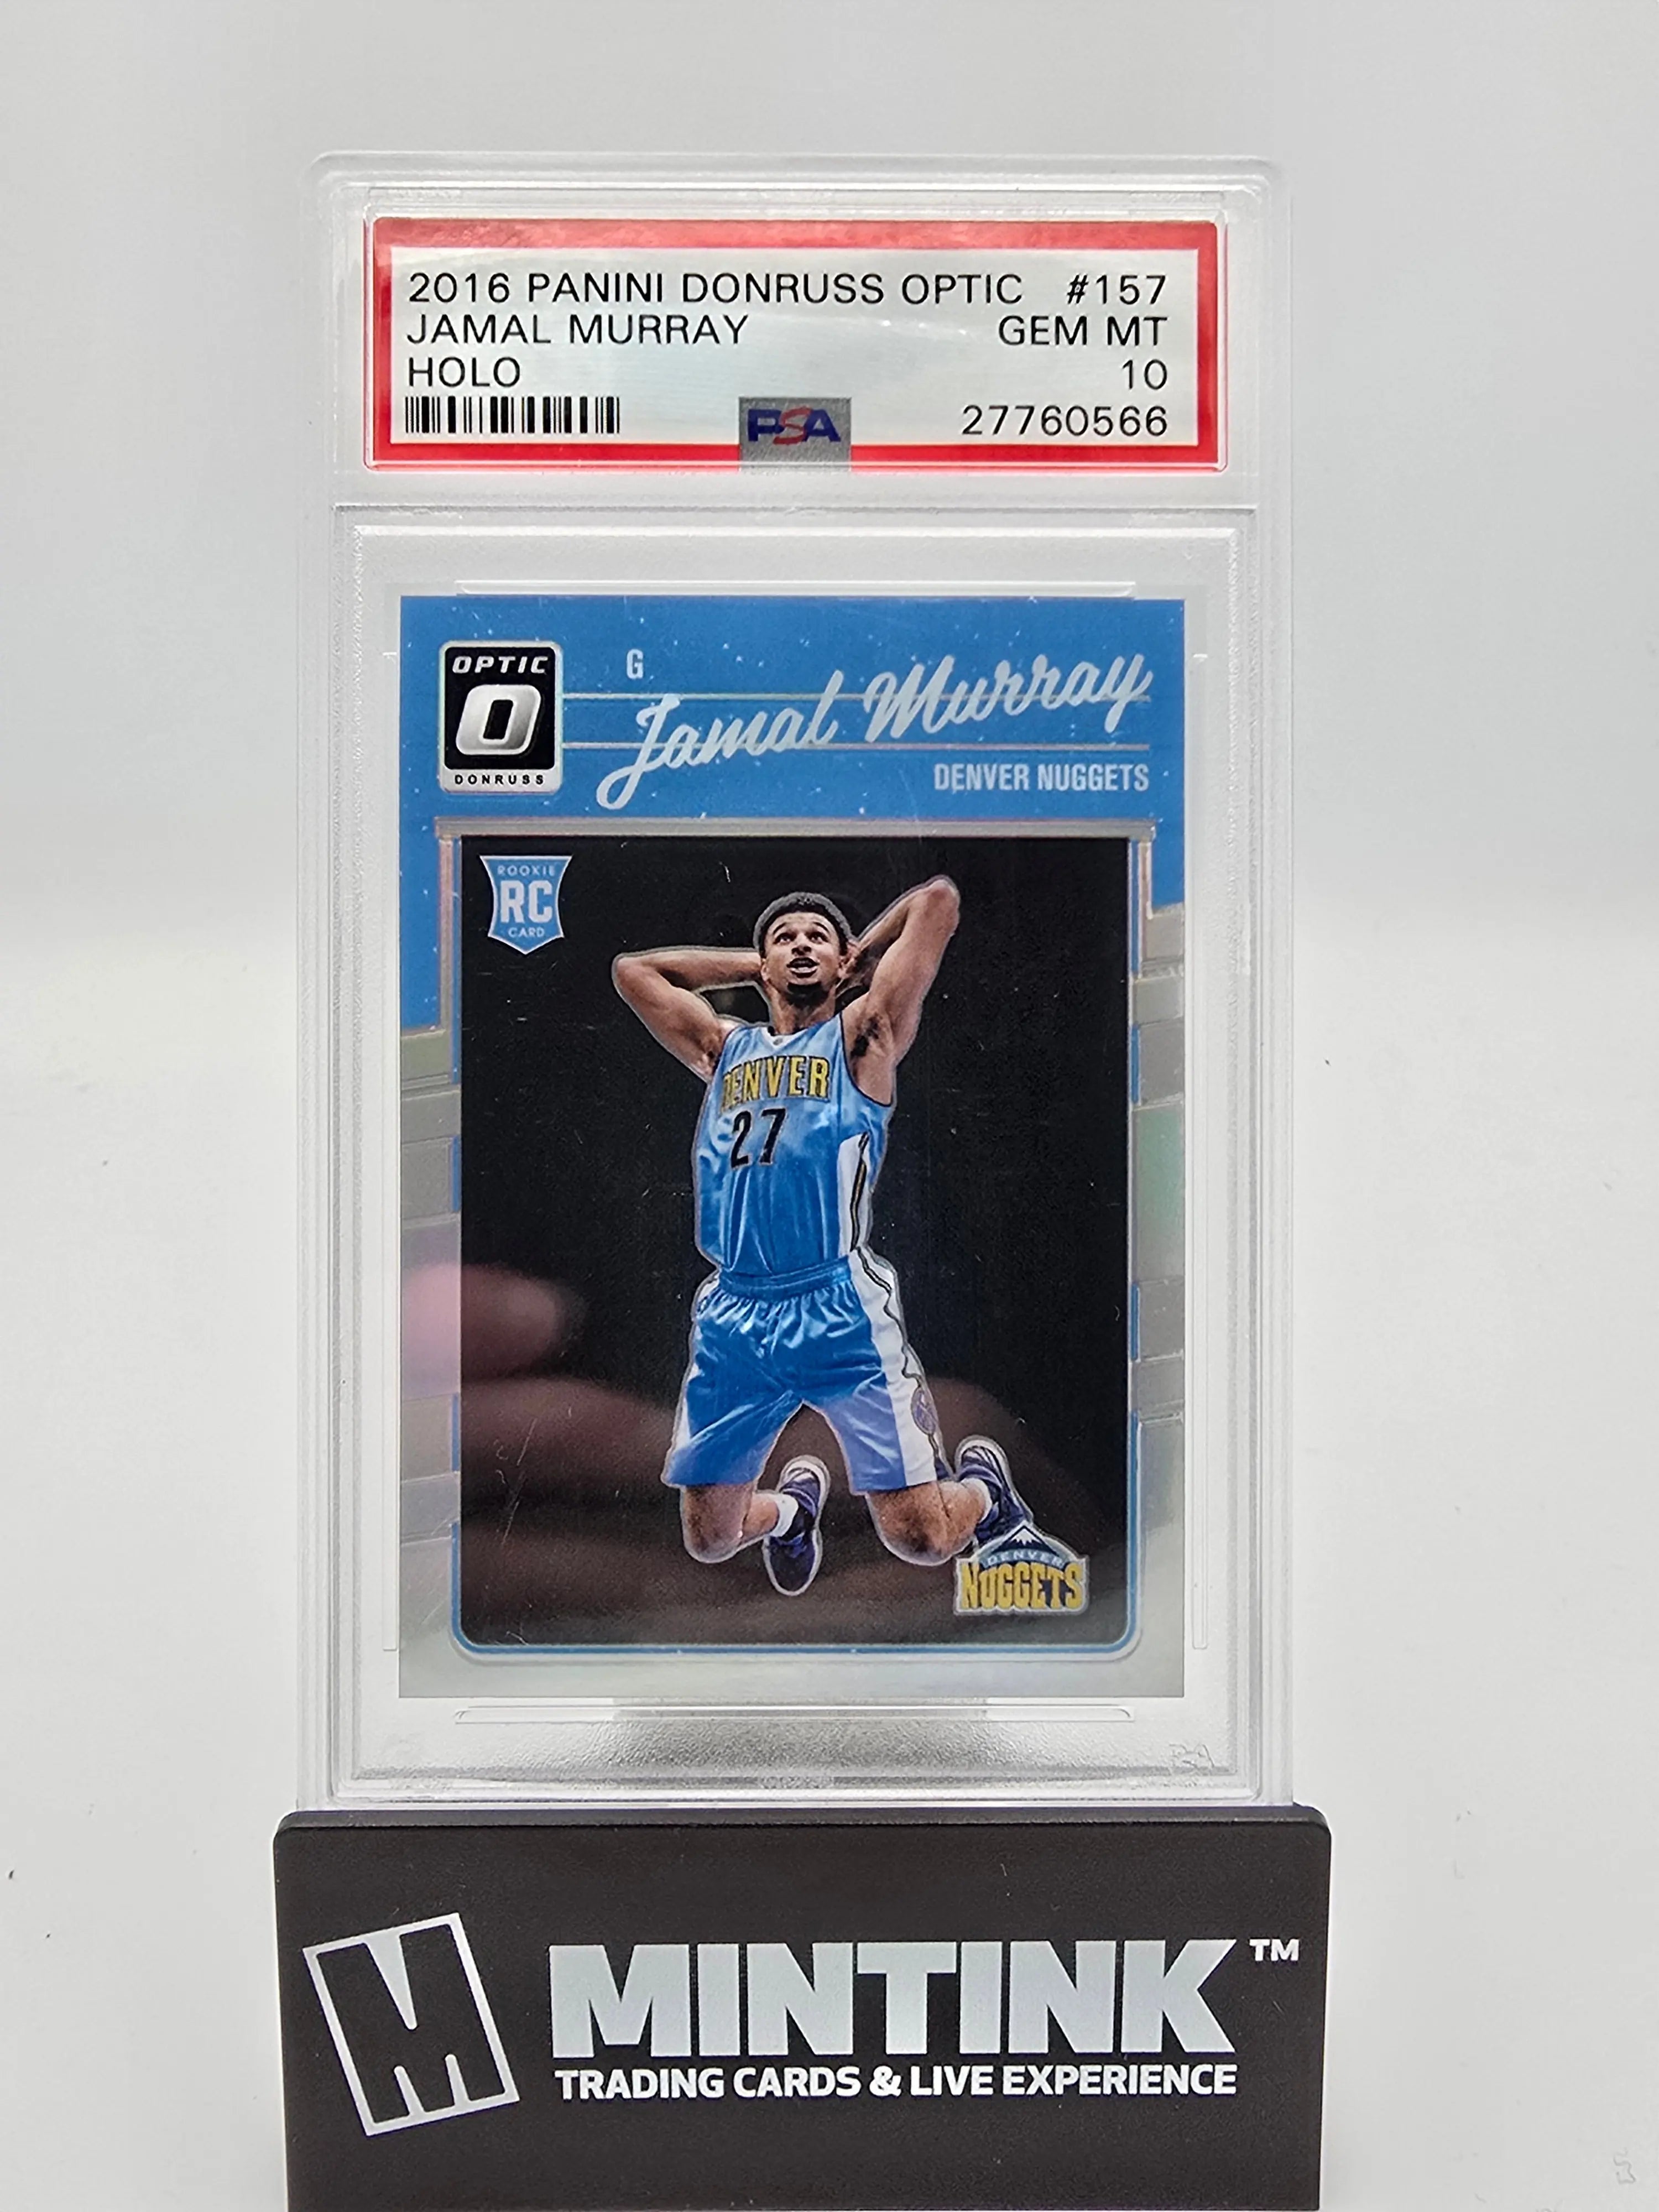 2016 PANINI DONRUSS OPTIC #157
JAMAL MURRAY GEM MT
HOLO 10
PSA 27760566
OPTIC
O
DONRUSS
G
Jamal Murray
DENVER NUGGETS
ROOKIE
RC
CARD
DENVER
27
DENVER
NUGGETS
M MINTINK™
TRADING CARDS & LIVE EXPERIENCE